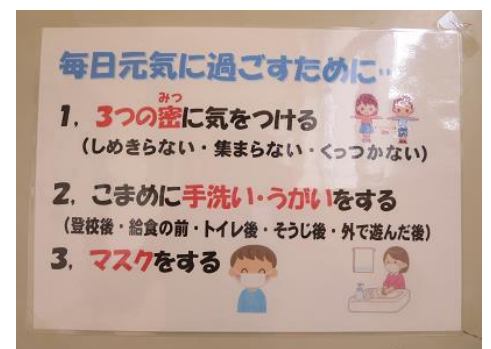 毎日元気に過ごすために…
みつ
1，3つの密に気をつける
(しめきらない・集まらない・くっつかない)
2，こまめに手洗い・うがいをする
(登校後・給食の前・トイレ後・そうじ後・外で遊んだ後)
3，マスクをする